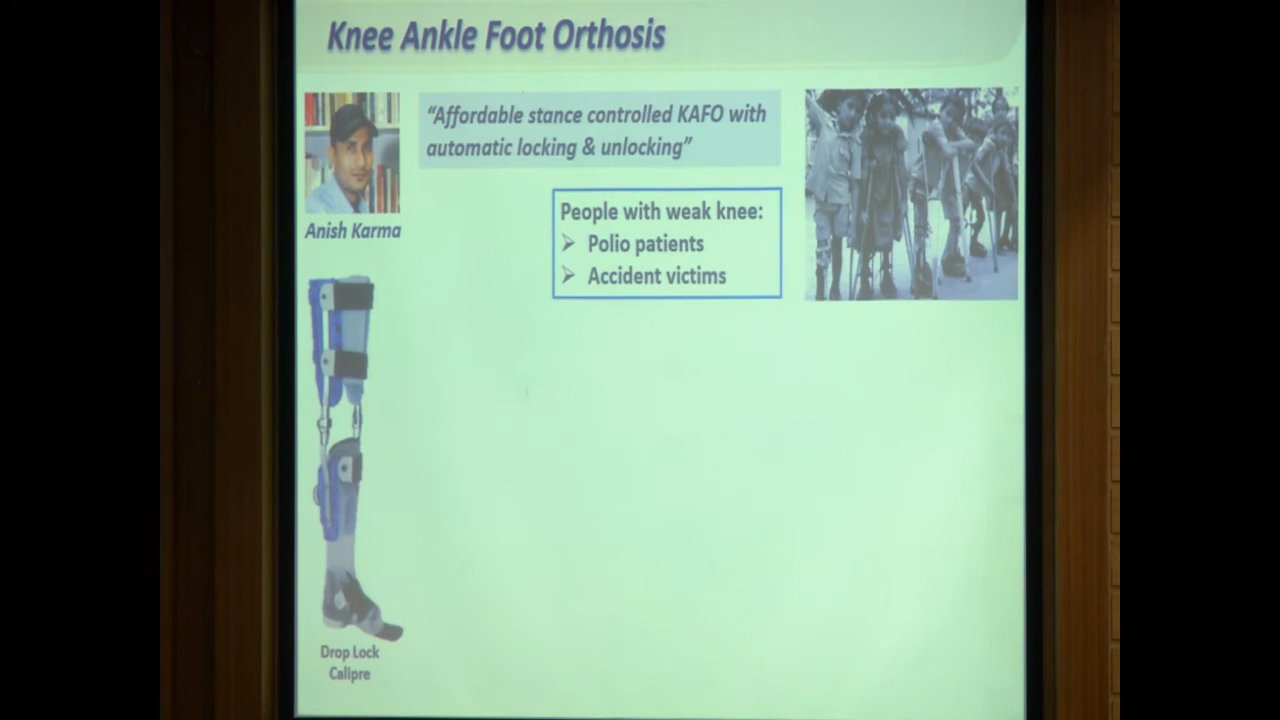 Knee Ankle Foot Orthosis
“Affordable stance controlled KAFO with
automatic locking & unlocking”
People with weak knee:
➢ Polio patients
➢ Accident victims
Anish Karma
Drop Lock
Calipre